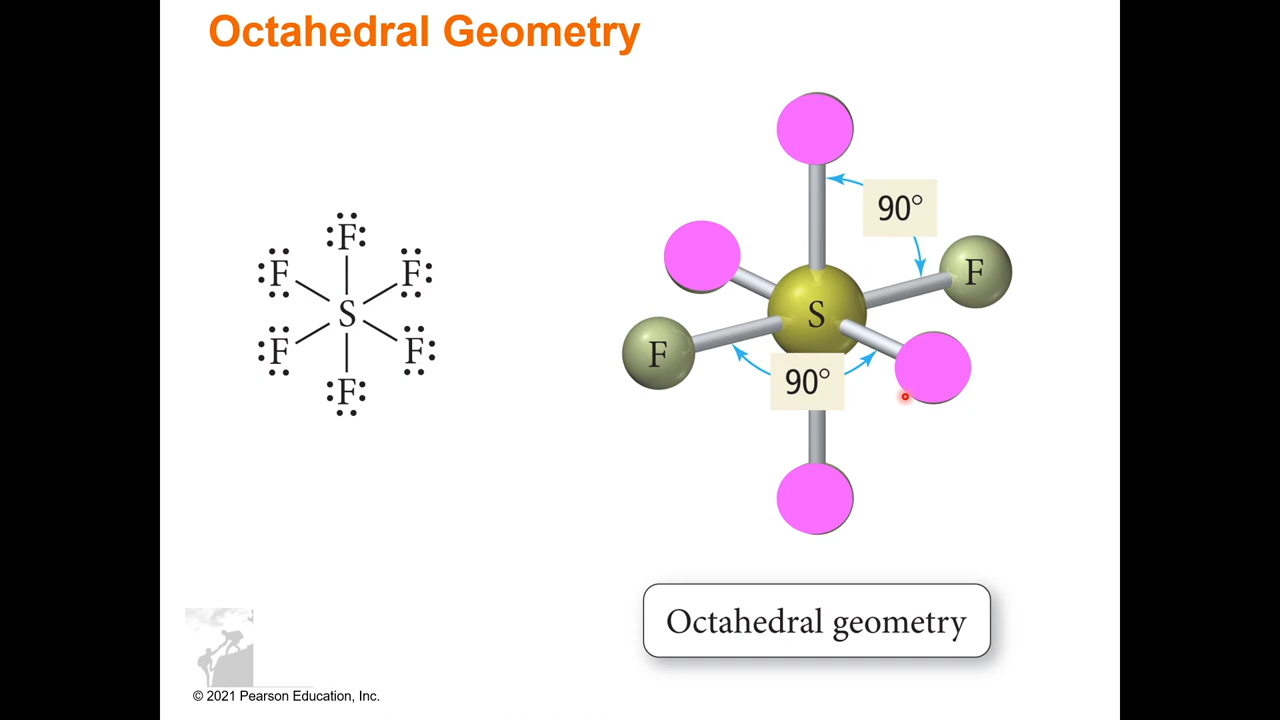 Octahedral Geometry
:F:
:F F:
S
:F F:
:F:
90°
F
S
F
90°
Octahedral geometry
© 2021 Pearson Education, Inc.